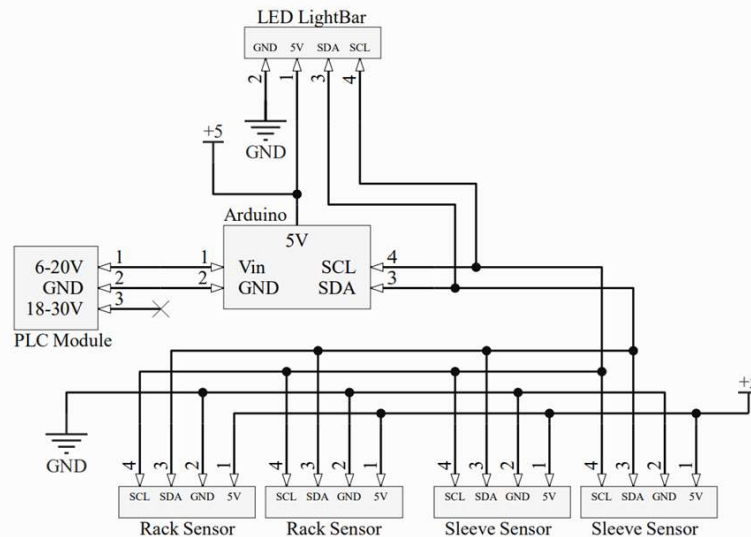 LED LightBar
GND 5V SDA SCL
2 1 3 4
+5
GND
Arduino
5V
6-20V 1 1 Vin SCL 4
GND 2 2 GND SDA 3
18-30V 3
PLC Module
GND
4 3 2 1 4 3 2 1 4 3 2 1 4 3 2 1
SCL SDA GND 5V SCL SDA GND 5V SCL SDA GND 5V SCL SDA GND 5V
Rack Sensor Rack Sensor Sleeve Sensor Sleeve Sensor